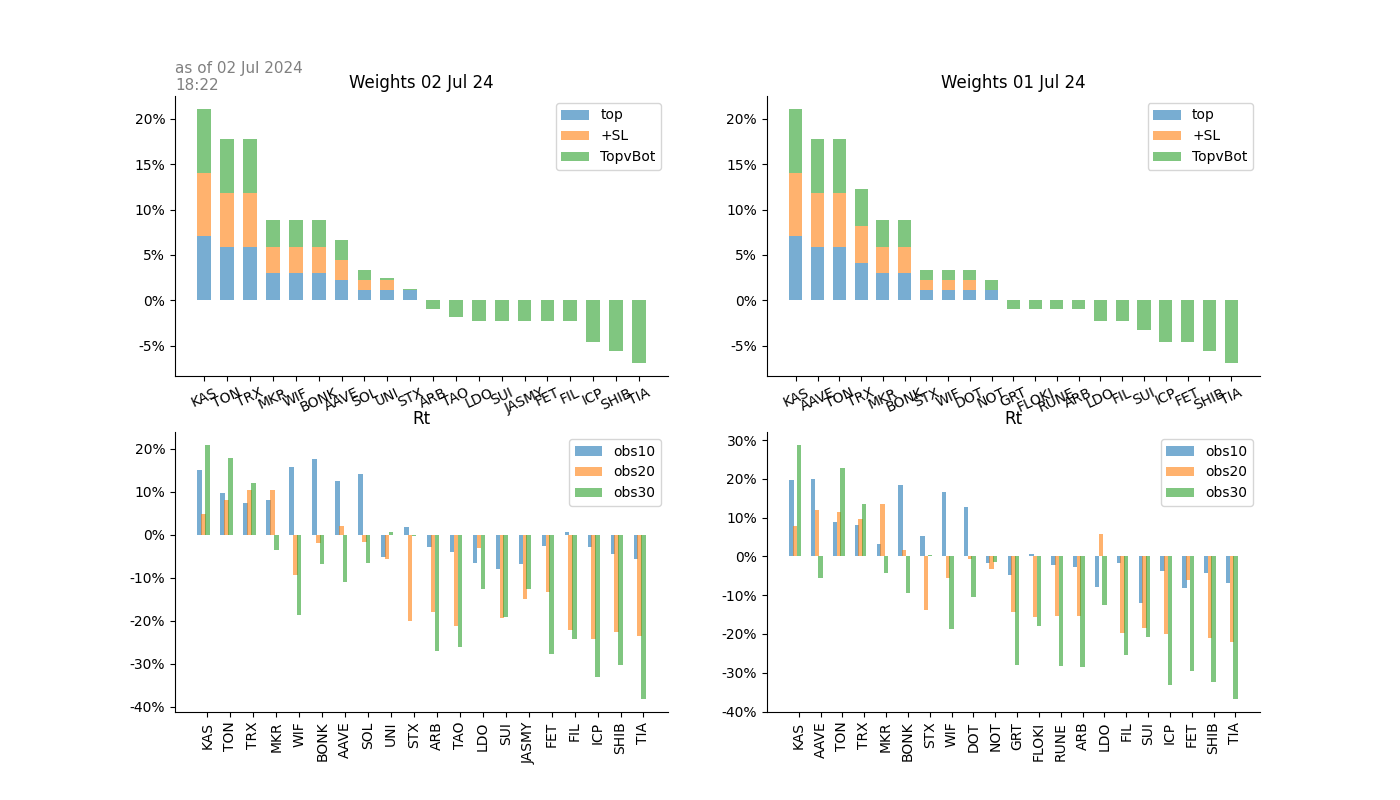 as of 02 Jul 2024
18:22
Weights 02 Jul 24
20%
15%
10%
5%
0%
-5%
top
+SL
TopvBot
KAS TON TRX MKR WIF BONK AAVE SOL UNI STX ARB TAO LDO SUI JASMY FET FIL ICP SHIB TIA
Weights 01 Jul 24
20%
15%
10%
5%
0%
-5%
top
+SL
TopvBot
KAS AAVE TON TRX MKR BONK STX WIF DOT NOT GRT FLOKI RUNE ARB LDO FIL SUI ICP FET SHIB TIA
Rt
20%
10%
0%
-10%
-20%
-30%
-40%
obs10
obs20
obs30
KAS TON TRX MKR WIF BONK AAVE SOL UNI STX ARB TAO LDO SUI JASMY FET FIL ICP SHIB TIA
Rt
30%
20%
10%
0%
-10%
-20%
-30%
-40%
obs10
obs20
obs30
KAS AAVE TON TRX MKR BONK STX WIF DOT NOT GRT FLOKI RUNE ARB LDO FIL SUI ICP FET SHIB TIA